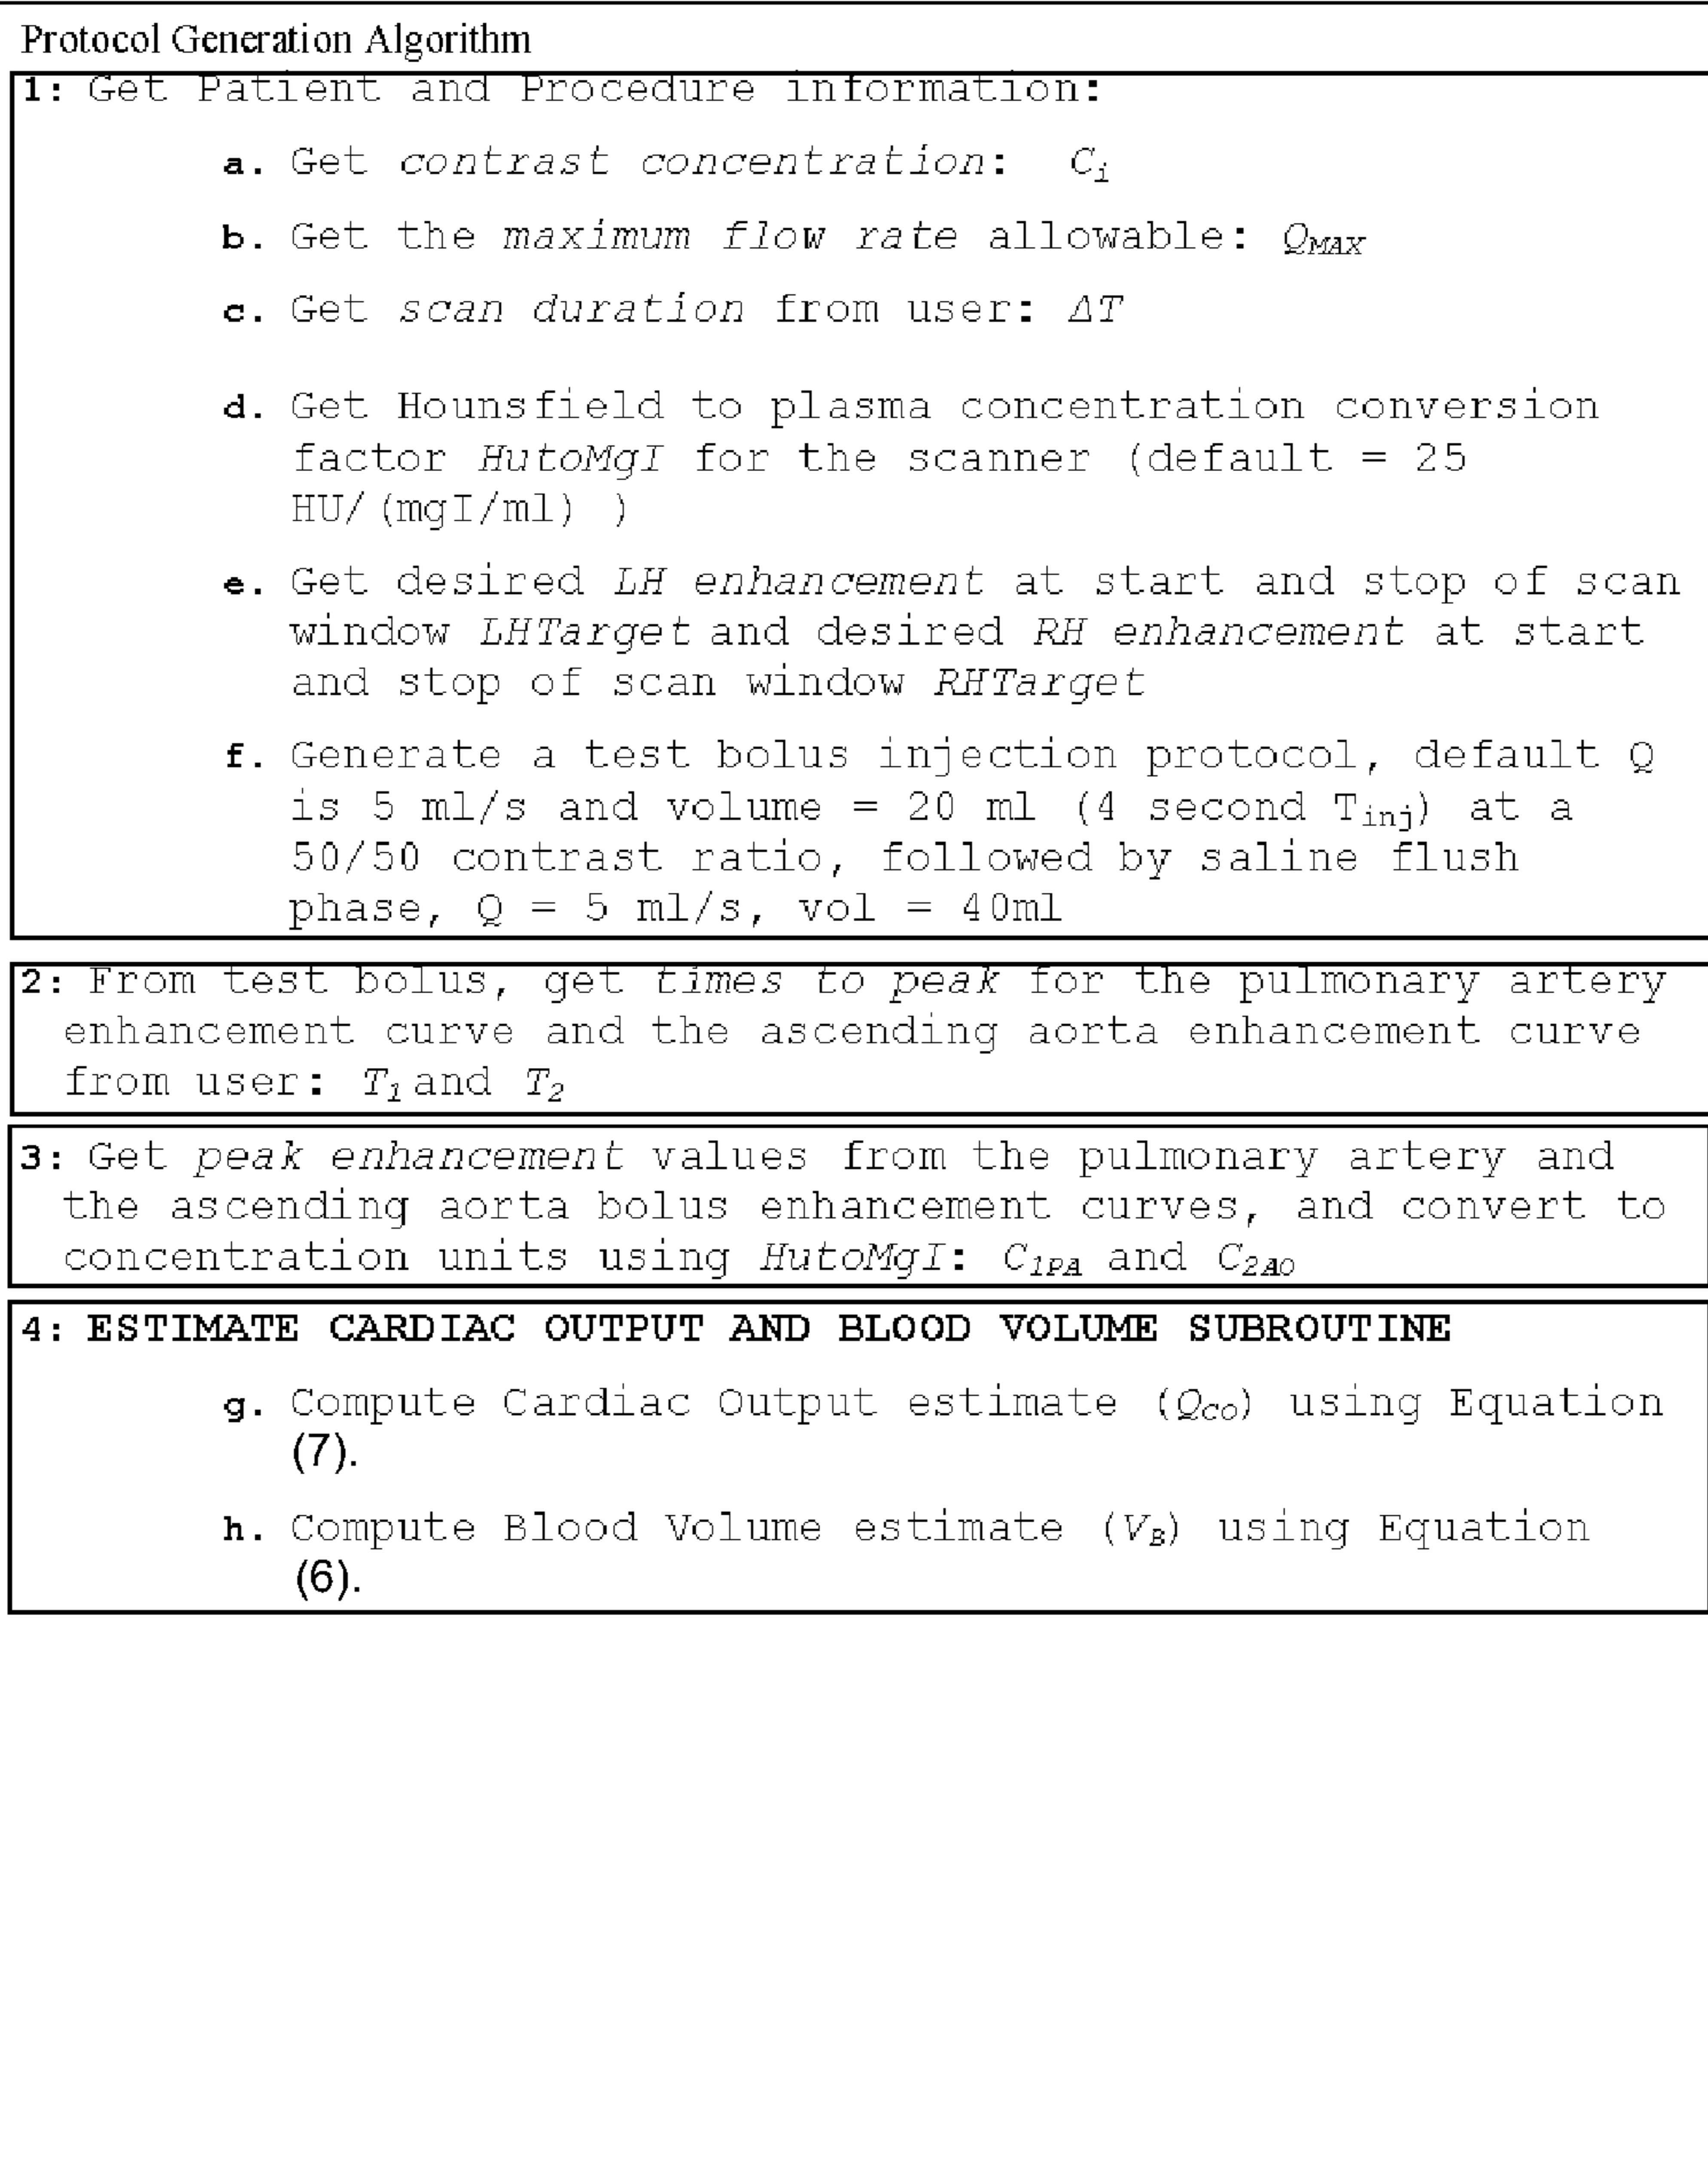 Protocol Generation Algorithm
1: Get Patient and Procedure information:
a. Get contrast concentration: Ci
b. Get the maximum flow rate allowable: QMAX
c. Get scan duration from user: ΔT
d. Get Hounsfield to plasma concentration conversion
factor HutoMgI for the scanner (default = 25
HU/(mgI/ml) )
e. Get desired LH enhancement at start and stop of scan
window LHTarget and desired RH enhancement at start
and stop of scan window RHTarget
f. Generate a test bolus injection protocol, default Q
is 5 ml/s and volume = 20 ml (4 second Tinj) at a
50/50 contrast ratio, followed by saline flush
phase, Q = 5 ml/s, vol = 40ml
2: From test bolus, get times to peak for the pulmonary artery
enhancement curve and the ascending aorta enhancement curve
from user: T1 and T2
3: Get peak enhancement values from the pulmonary artery and
the ascending aorta bolus enhancement curves, and convert to
concentration units using HutoMgI: C1PA and C2AO
4: ESTIMATE CARDIAC OUTPUT AND BLOOD VOLUME SUBROUTINE
g. Compute Cardiac Output estimate (QCO) using Equation
(7).
h. Compute Blood Volume estimate (VB) using Equation
(6).